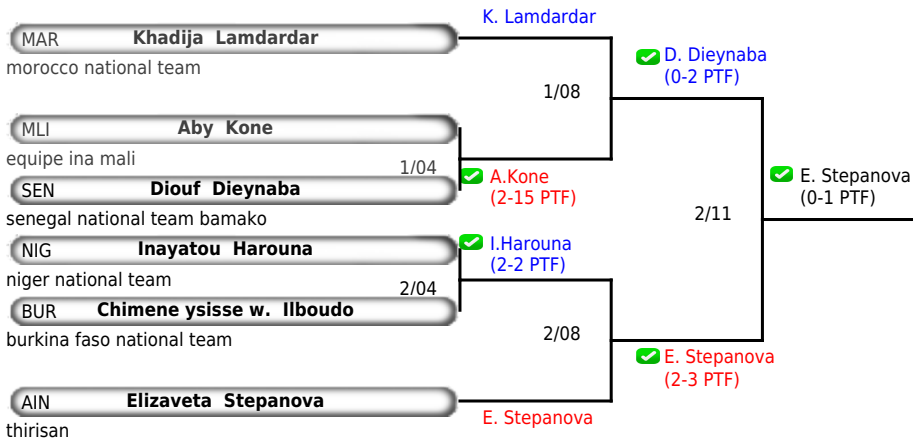 K. Lamdardar
MAR Khadija Lamdardar
morocco national team
D. Dieynaba
(0-2 PTF)
1/08
MLI Aby Kone
equipe ina mali
1/04
A.Kone
(2-15 PTF)
SEN Diouf Dieynaba
senegal national team bamako
E. Stepanova
(0-1 PTF)
2/11
NIG Inayatou Harouna
niger national team
I.Harouna
(2-2 PTF)
2/04
BUR Chimene ysisse w. Ilboudo
burkina faso national team
2/08
E. Stepanova
(2-3 PTF)
AIN Elizaveta Stepanova
thirisan
E. Stepanova